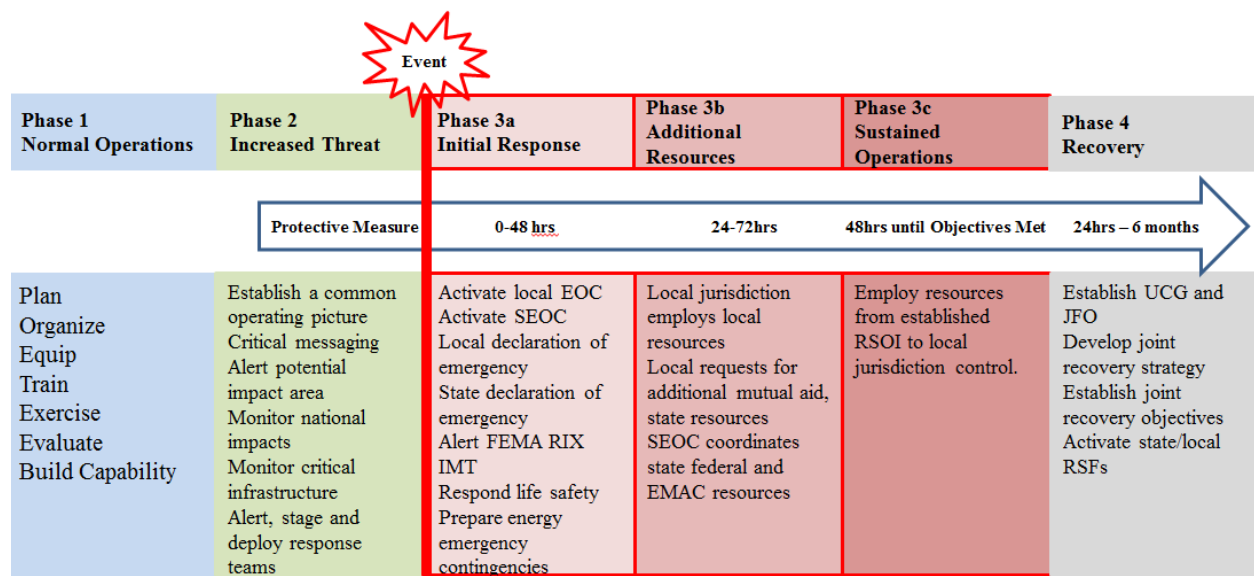 Event
Phase 1
Normal Operations
Phase 2
Increased Threat
Phase 3a
Initial Response
Phase 3b
Additional
Resources
Phase 3c
Sustained
Operations
Phase 4
Recovery
Protective Measure
0-48 hrs
24-72hrs
48hrs until Objectives Met
24hrs – 6 months
Plan
Organize
Equip
Train
Exercise
Evaluate
Build Capability
Establish a common
operating picture
Critical messaging
Alert potential
impact area
Monitor national
impacts
Monitor critical
infrastructure
Alert, stage and
deploy response
teams
Activate local EOC
Activate SEOC
Local declaration of
emergency
State declaration of
emergency
Alert FEMA RIX
IMT
Respond life safety
Prepare energy
emergency
contingencies
Local jurisdiction
employs local
resources
Local requests for
additional mutual aid,
state resources
SEOC coordinates
state federal and
EMAC resources
Employ resources
from established
RSOI to local
jurisdiction control.
Establish UCG and
JFO
Develop joint
recovery strategy
Establish joint
recovery objectives
Activate state/local
RSFs